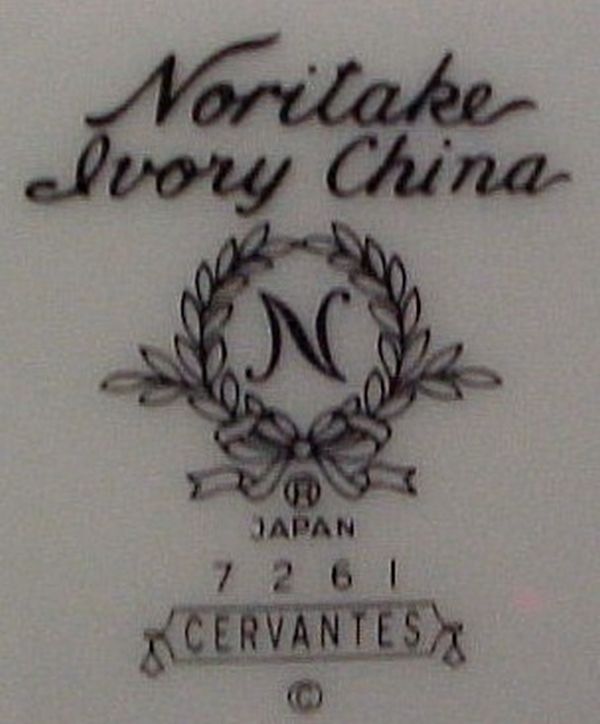 Noritake
Ivory China
N
®
JAPAN
7261
CERVANTES
©